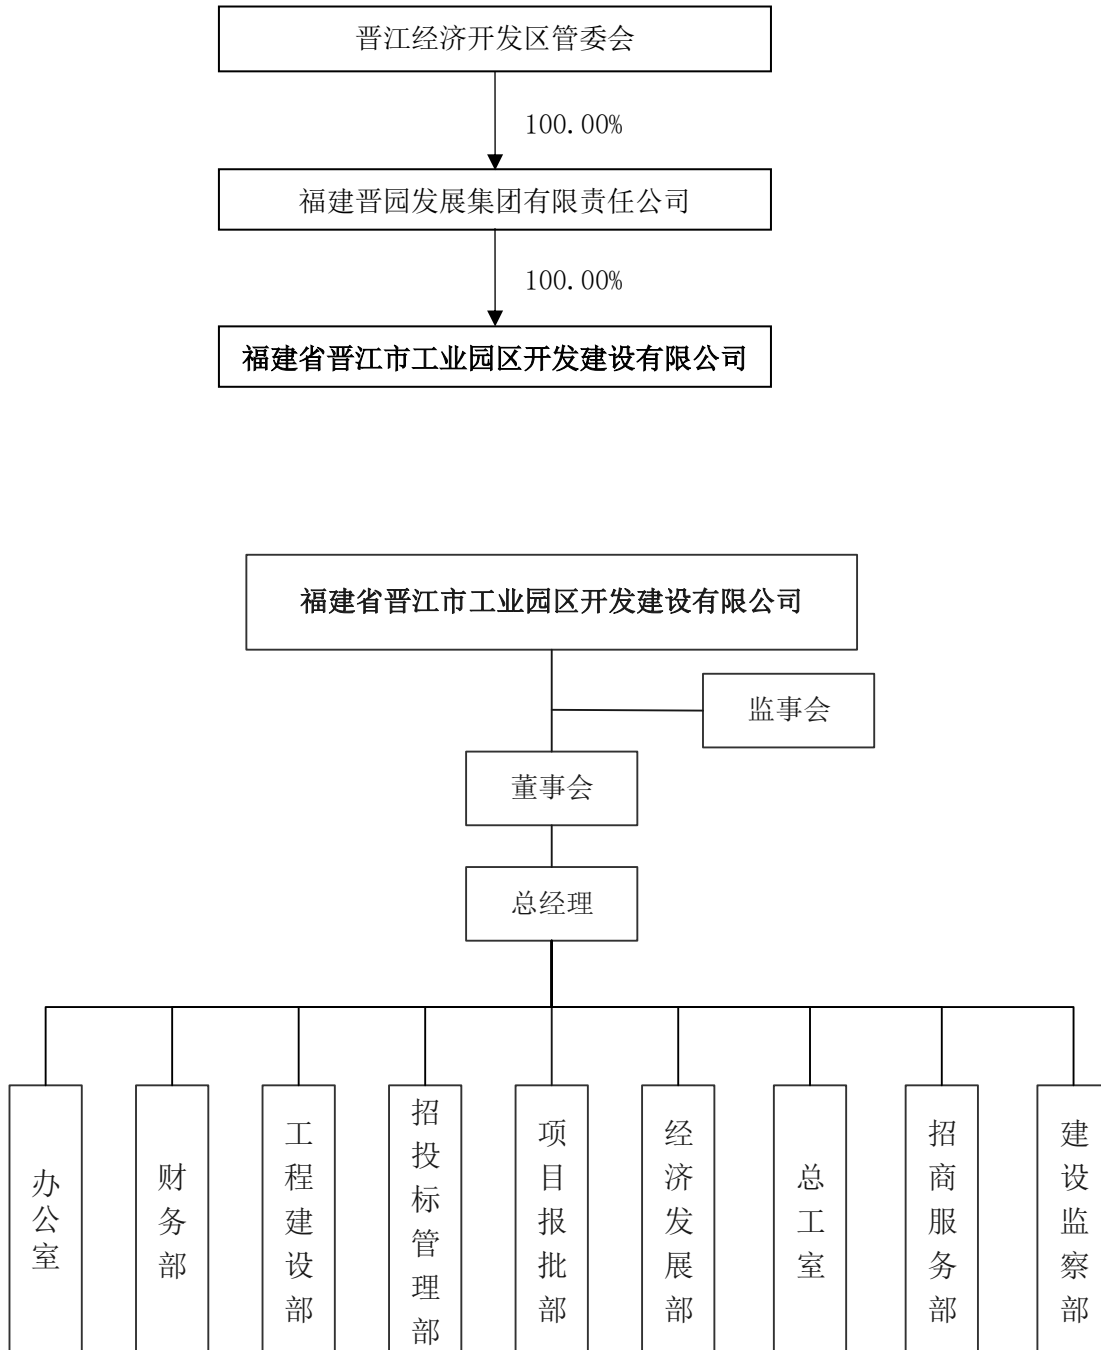 晋江经济开发区管委会
100.00%
福建晋园发展集团有限责任公司
100.00%
福建省晋江市工业园区开发建设有限公司
福建省晋江市工业园区开发建设有限公司
监事会
董事会
总经理
办公室
财务部
工程建设部
招投标管理部
项目报批部
经济发展部
总工室
招商服务部
建设监察部